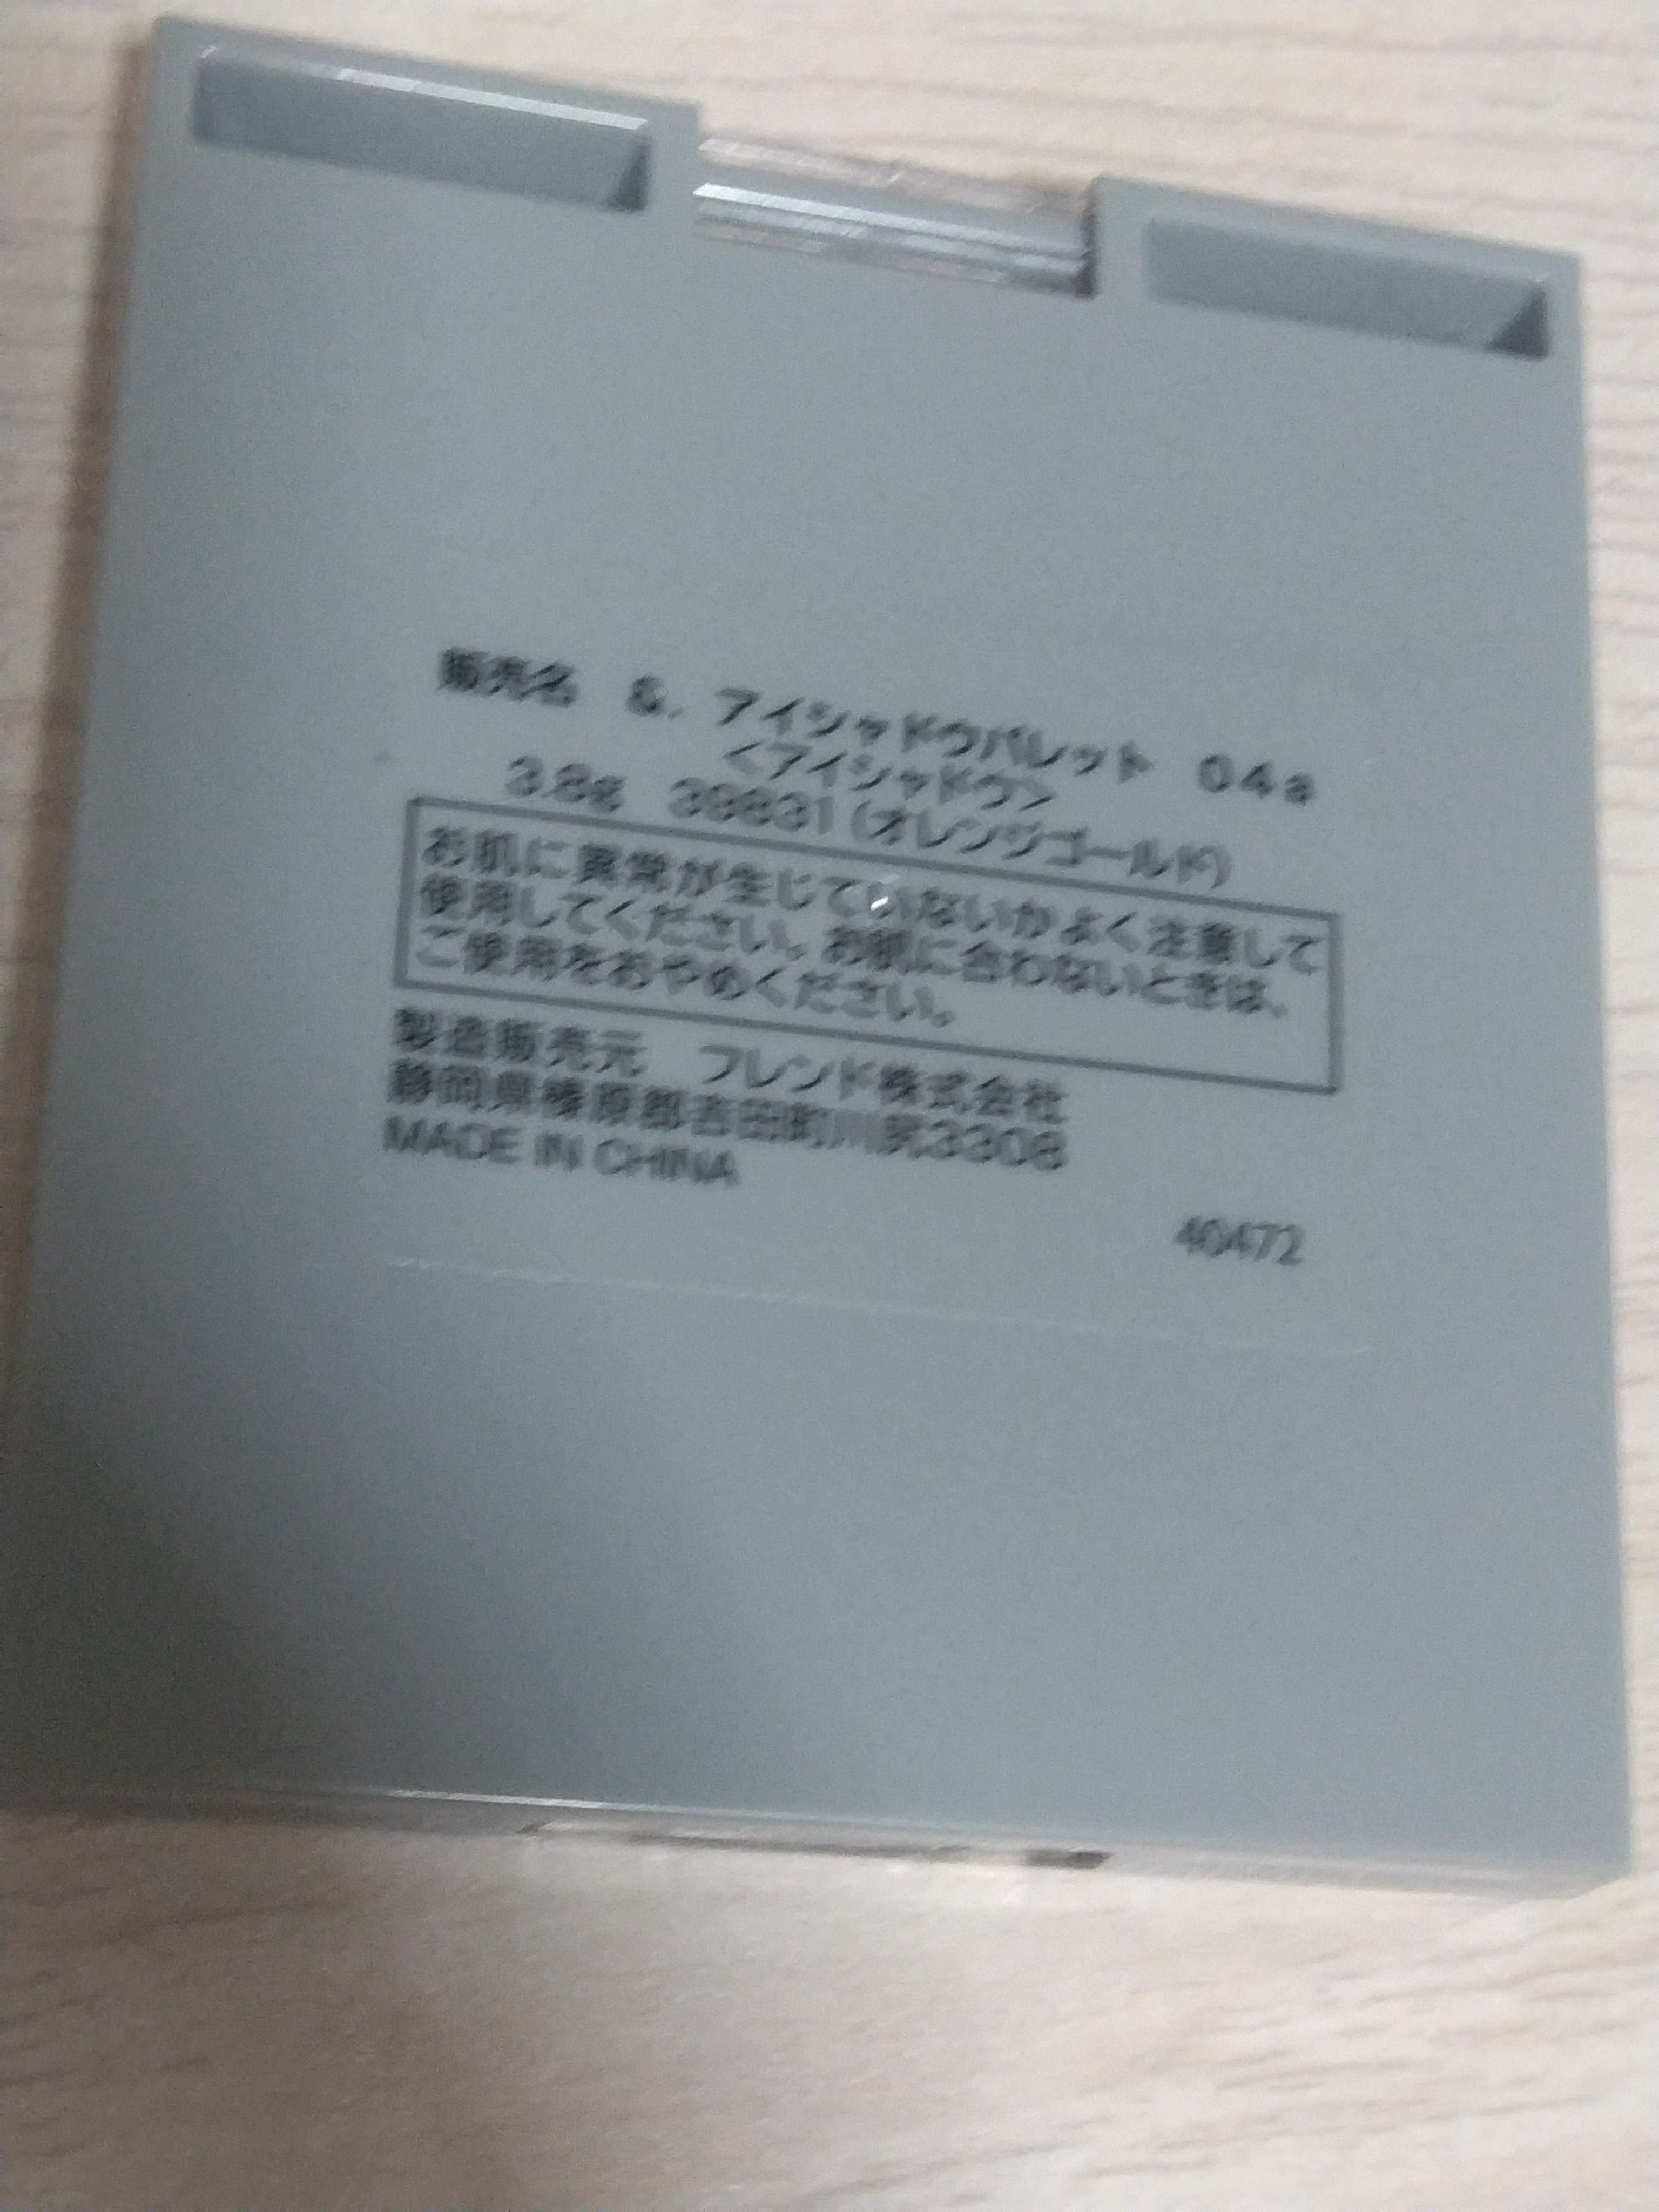 販売名 &. アイシャドウパレット 04a
<アイシャドウ>
3.8g 39831 (オレンジゴールド)
お肌に異常が生じていないかよく注意して
使用してください。お肌に合わないときは、
ご使用をおやめください。
製造販売元 フレンド株式会社
静岡県榛原郡吉田町川尻3308
MADE IN CHINA
40472